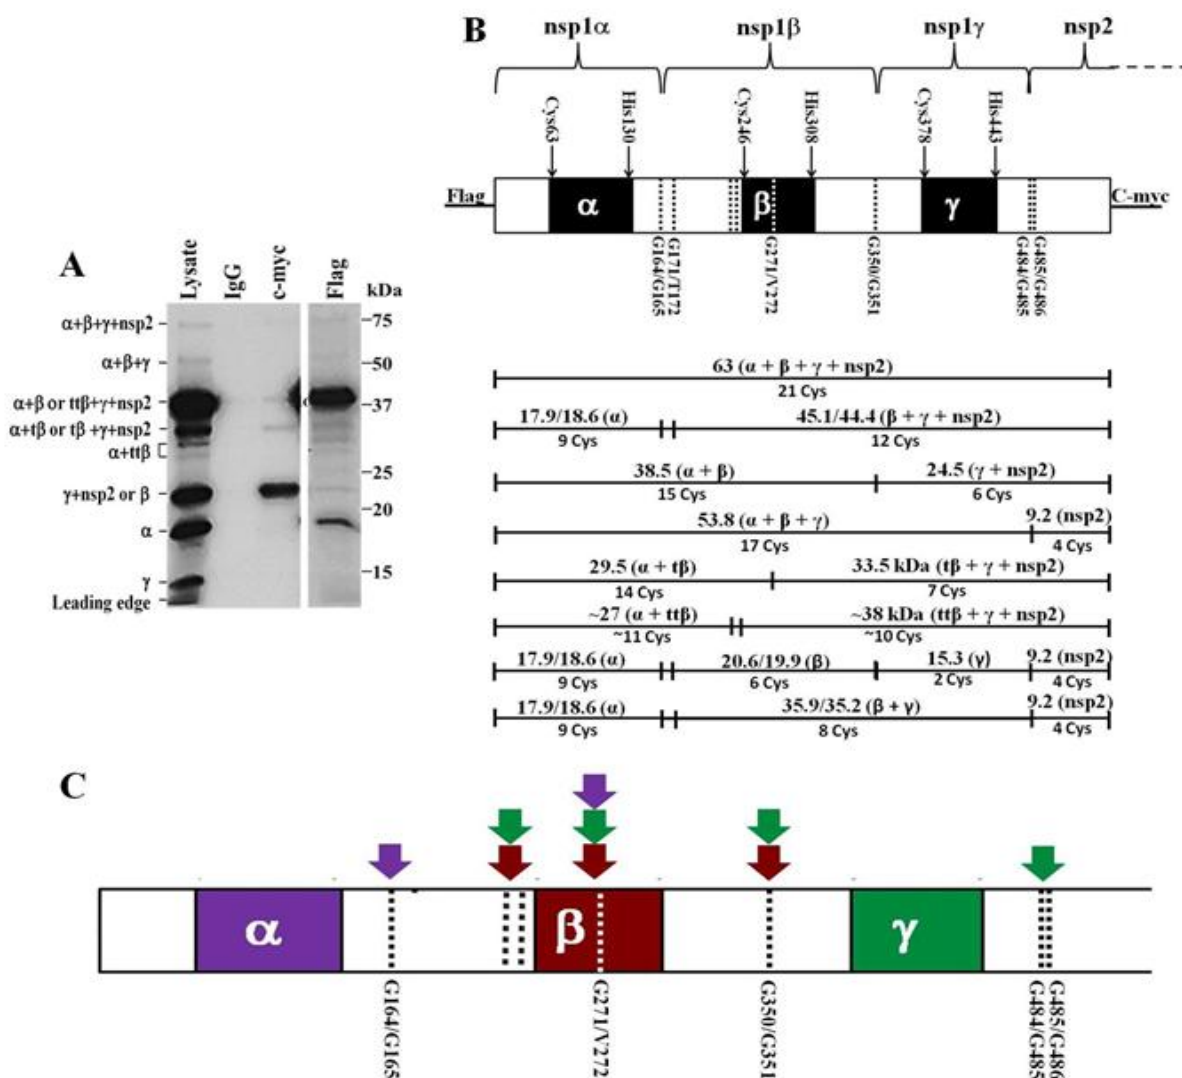 B
nsp1α nsp1β nsp1γ nsp2
Cys63 His130 Cys246 His308 Cys378 His443
Flag α β γ C-myc
G164/G165 G171/T172 G271/V272 G350/G351 G484/G485 G485/G486
A
Lysate IgG c-myc Flag kDa
α+β+γ+nsp2 75
α+β+γ 50
α+β or ttβ+γ+nsp2 37
α+tβ or tβ +γ+nsp2
α+ttβ
25
γ+nsp2 or β
20
α
15
γ
Leading edge
63 (α + β + γ + nsp2)
21 Cys
17.9/18.6 (α) 45.1/44.4 (β + γ + nsp2)
9 Cys 12 Cys
38.5 (α + β) 24.5 (γ + nsp2)
15 Cys 6 Cys
53.8 (α + β + γ) 9.2 (nsp2)
17 Cys 4 Cys
29.5 (α + tβ) 33.5 kDa (tβ + γ + nsp2)
14 Cys 7 Cys
~27 (α + ttβ) ~38 kDa (ttβ + γ + nsp2)
~11 Cys ~10 Cys
17.9/18.6 (α) 20.6/19.9 (β) 15.3 (γ) 9.2 (nsp2)
9 Cys 6 Cys 2 Cys 4 Cys
17.9/18.6 (α) 35.9/35.2 (β + γ) 9.2 (nsp2)
9 Cys 8 Cys 4 Cys
C
α β γ
G164/G165 G271/V272 G350/G351 G484/G485 G485/G486